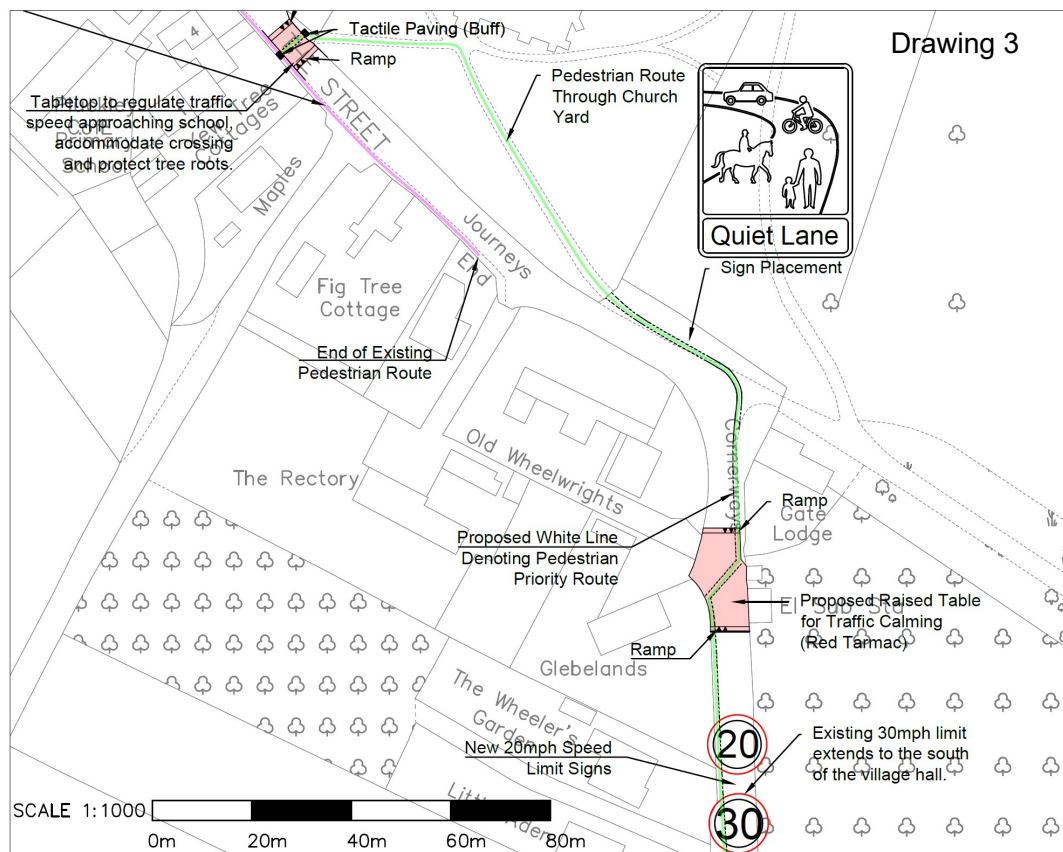 Drawing 3
Tactile Paving (Buff)
Ramp
4
Tabletop to regulate traffic
speed approaching school,
accommodate crossing
and protect tree roots.
School
Cottages
STREET
Maples
Pedestrian Route
Through Church
Yard
Quiet Lane
Sign Placement
Journeys
End
Fig Tree
Cottage
End of Existing
Pedestrian Route
The Rectory
Old Wheelwrights
Cornerways
Ramp
Gate
Lodge
Proposed White Line
Denoting Pedestrian
Priority Route
El Sub Sta
Proposed Raised Table
for Traffic Calming
(Red Tarmac)
Ramp
Glebelands
The Wheeler's
Garden
New 20mph Speed
Limit Signs
20
Existing 30mph limit
extends to the south
of the village hall.
30
Little Aden
SCALE 1:1000
0m 20m 40m 60m 80m